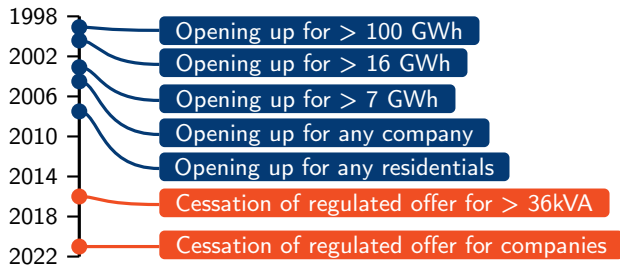 1998
Opening up for > 100 GWh
2002
Opening up for > 16 GWh
2006
Opening up for > 7 GWh
2010
Opening up for any company
Opening up for any residentials
2014
Cessation of regulated offer for > 36kVA
2018
Cessation of regulated offer for companies
2022